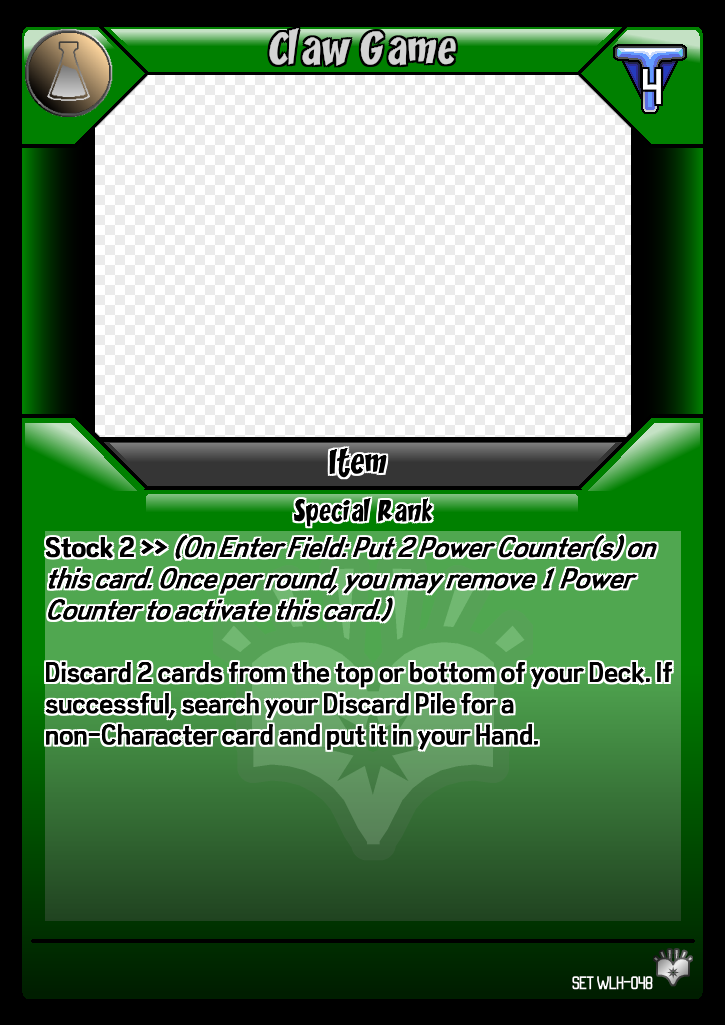 Claw Game
4
Item
Special Rank
Stock 2 >> (On Enter Field: Put 2 Power Counter(s) on
this card. Once per round, you may remove 1 Power
Counter to activate this card.)
Discard 2 cards from the top or bottom of your Deck. If
successful, search your Discard Pile for a
non-Character card and put it in your Hand.
SET WLH-048